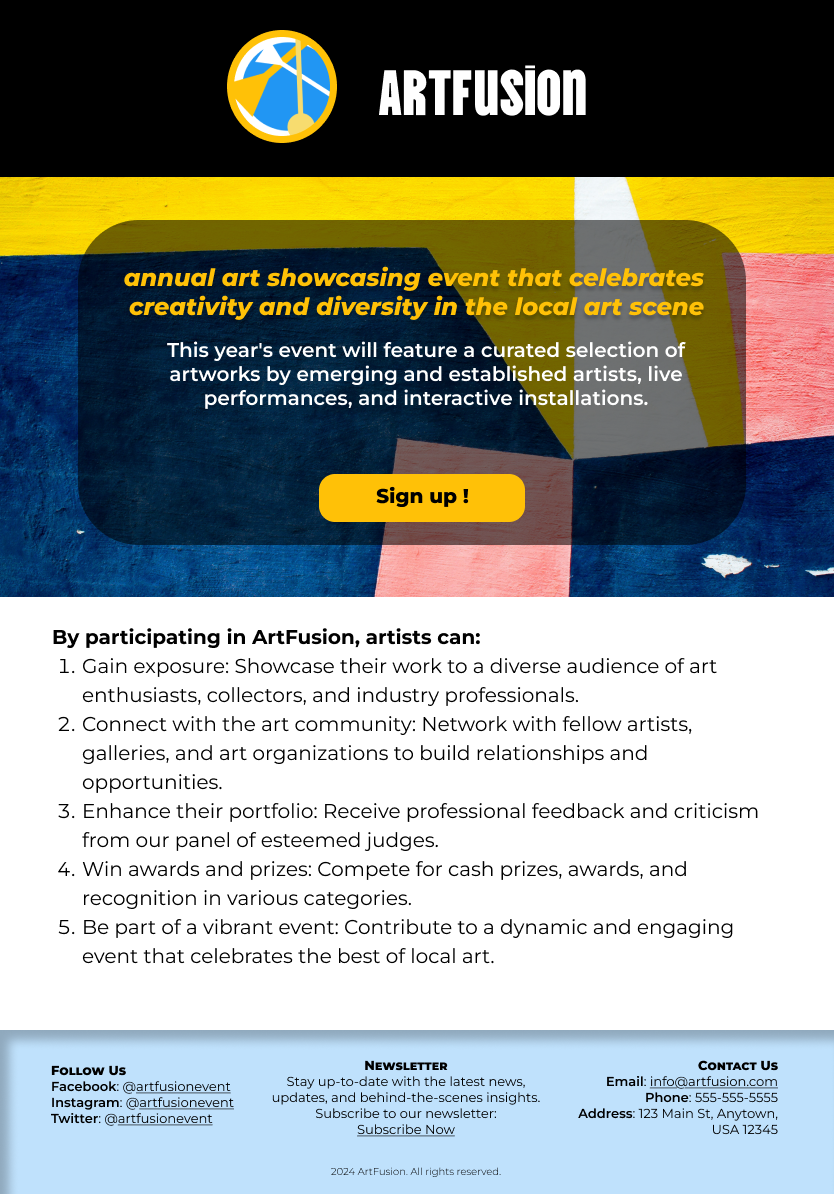 ARTFUSION
annual art showcasing event that celebrates
creativity and diversity in the local art scene
This year's event will feature a curated selection of
artworks by emerging and established artists, live
performances, and interactive installations.
Sign up !
By participating in ArtFusion, artists can:
1. Gain exposure: Showcase their work to a diverse audience of art
enthusiasts, collectors, and industry professionals.
2. Connect with the art community: Network with fellow artists,
galleries, and art organizations to build relationships and
opportunities.
3. Enhance their portfolio: Receive professional feedback and criticism
from our panel of esteemed judges.
4. Win awards and prizes: Compete for cash prizes, awards, and
recognition in various categories.
5. Be part of a vibrant event: Contribute to a dynamic and engaging
event that celebrates the best of local art.
Follow Us
Facebook: @artfusionevent
Instagram: @artfusionevent
Twitter: @artfusionevent
Newsletter
Stay up-to-date with the latest news,
updates, and behind-the-scenes insights.
Subscribe to our newsletter:
Subscribe Now
Contact Us
Email: info@artfusion.com
Phone: 555-555-5555
Address: 123 Main St, Anytown,
USA 12345
2024 ArtFusion. All rights reserved.